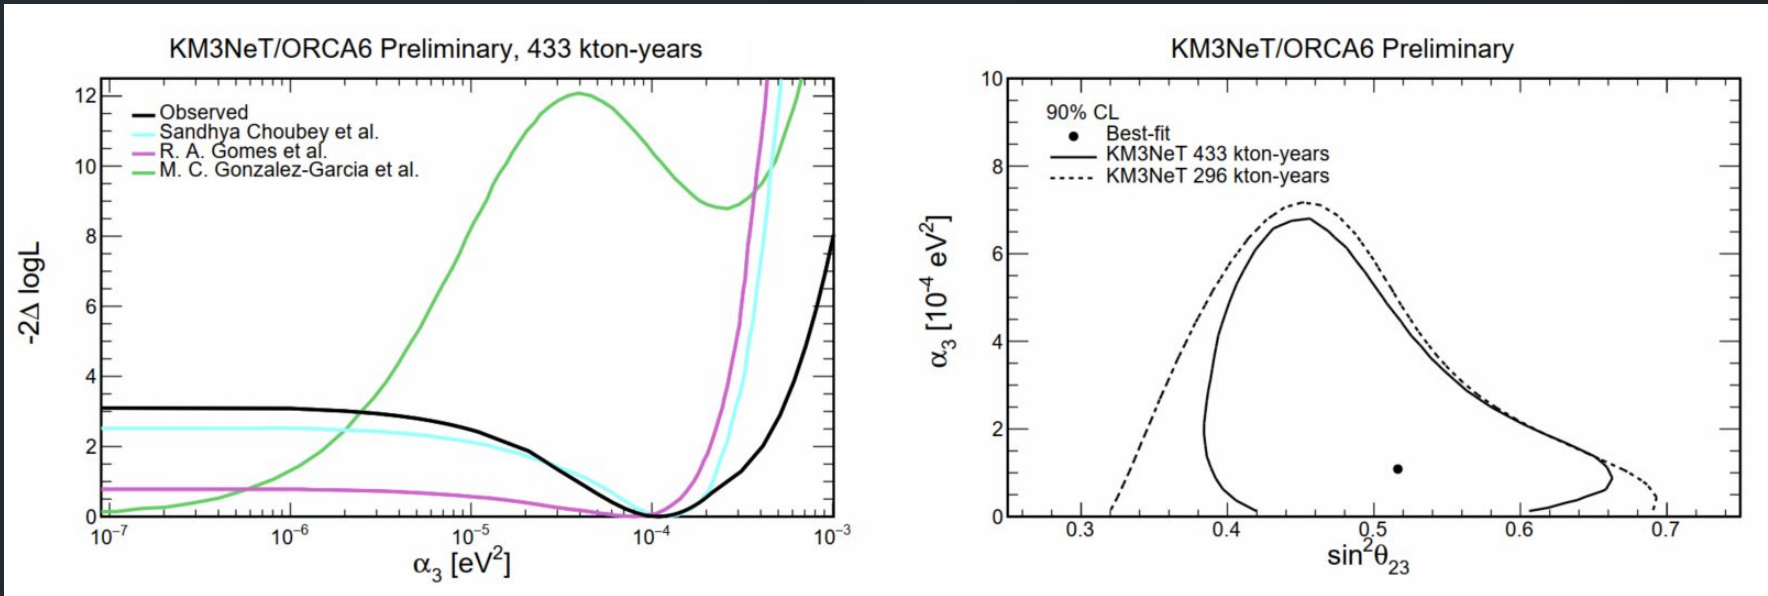 KM3NeT/ORCA6 Preliminary, 433 kton-years
12
10
8
6
4
2
0
-2Δ logL
Observed
Sandhya Choubey et al.
R. A. Gomes et al.
M. C. Gonzalez-Garcia et al.
10⁻⁷ 10⁻⁶ 10⁻⁵ 10⁻⁴ 10⁻³
α₃ [eV²]
KM3NeT/ORCA6 Preliminary
10
8
6
4
2
0
α₃ [10⁻⁴ eV²]
90% CL
Best-fit
KM3NeT 433 kton-years
KM3NeT 296 kton-years
0.3 0.4 0.5 0.6 0.7
sin²θ₂₃